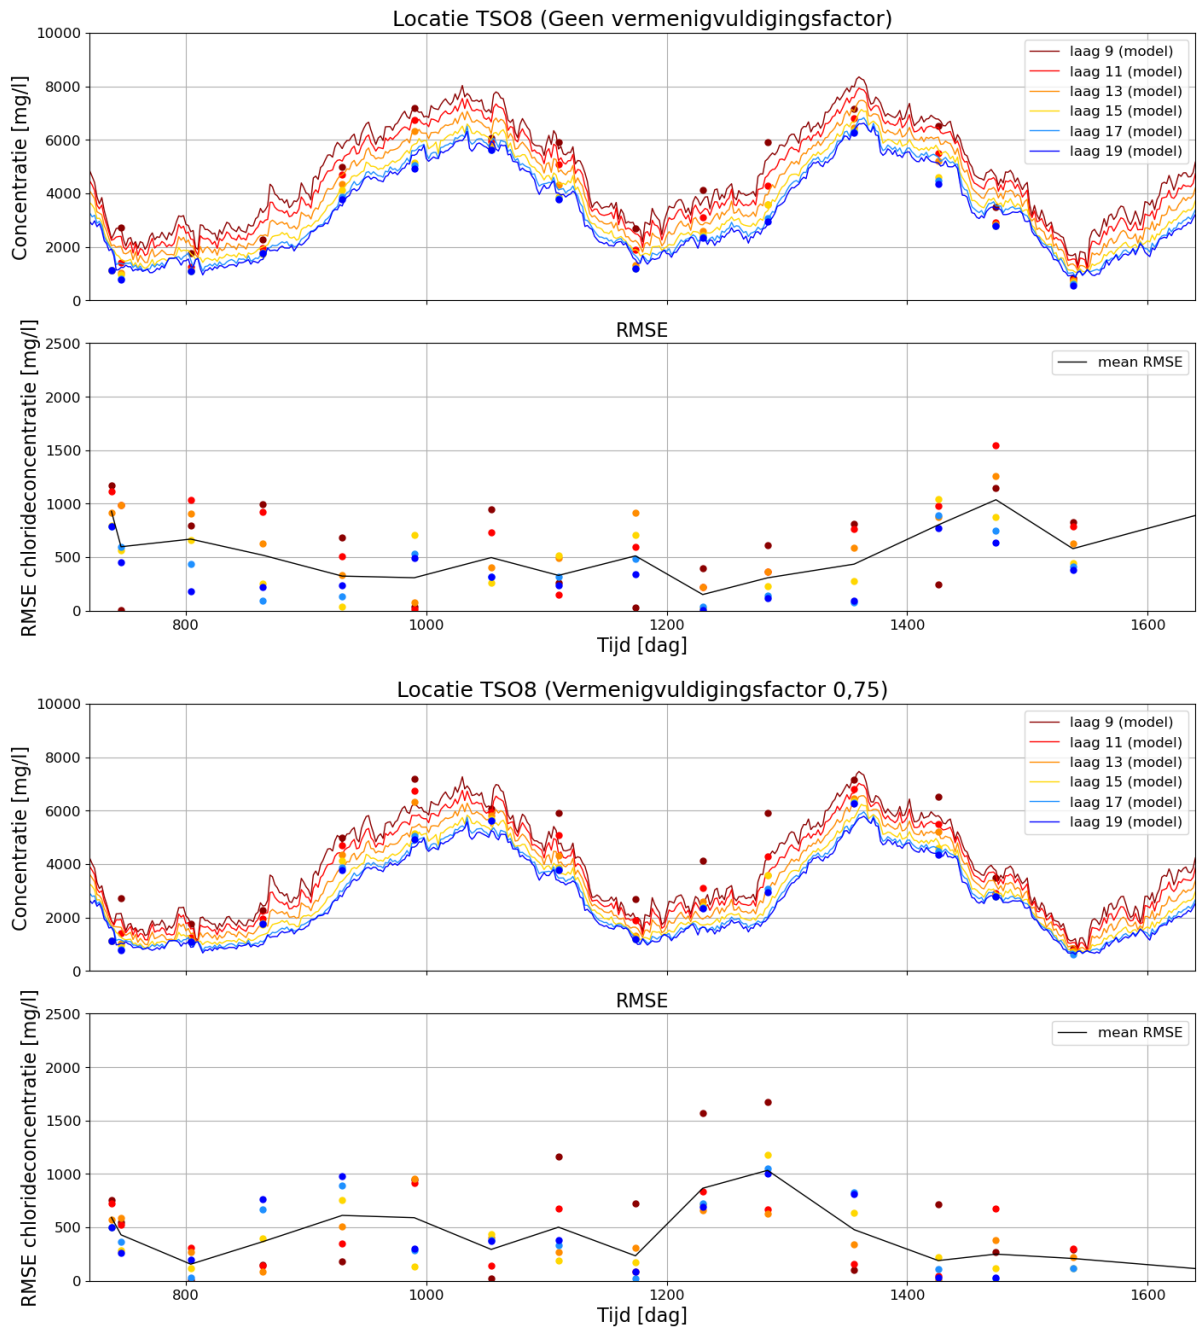 Locatie TSO8 (Geen vermenigvuldigingsfactor)
Concentratie [mg/l]
10000
8000
6000
4000
2000
0
laag 9 (model)
laag 11 (model)
laag 13 (model)
laag 15 (model)
laag 17 (model)
laag 19 (model)
RMSE
RMSE chlorideconcentratie [mg/l]
2500
2000
1500
1000
500
0
mean RMSE
800 1000 1200 1400 1600
Tijd [dag]
Locatie TSO8 (Vermenigvuldigingsfactor 0,75)
Concentratie [mg/l]
10000
8000
6000
4000
2000
0
laag 9 (model)
laag 11 (model)
laag 13 (model)
laag 15 (model)
laag 17 (model)
laag 19 (model)
RMSE
RMSE chlorideconcentratie [mg/l]
2500
2000
1500
1000
500
0
mean RMSE
800 1000 1200 1400 1600
Tijd [dag]